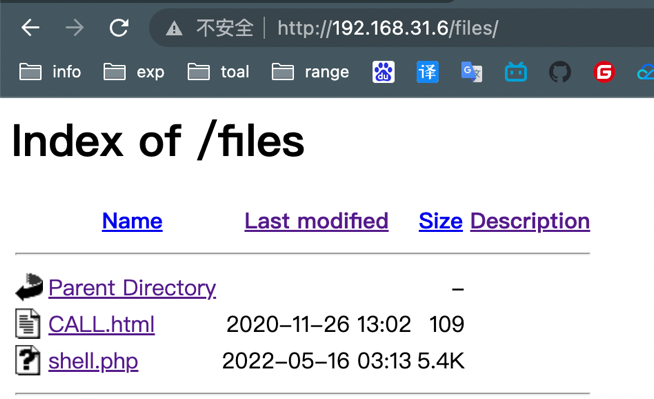 不安全 | http://192.168.31.6/files/
info exp toal range du 译 G 文 G
Index of /files
Name Last modified Size Description
Parent Directory –
CALL.html 2020-11-26 13:02 109
shell.php 2022-05-16 03:13 5.4K